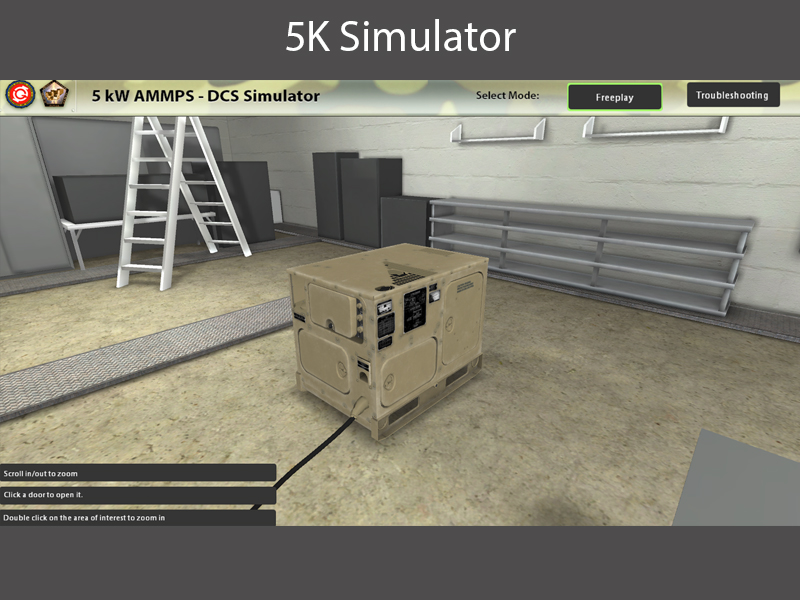 5K Simulator
5 kW AMMPS - DCS Simulator
Select Mode:
Freeplay
Troubleshooting
Scroll in/out to zoom
Click a door to open it.
Double click on the area of interest to zoom in